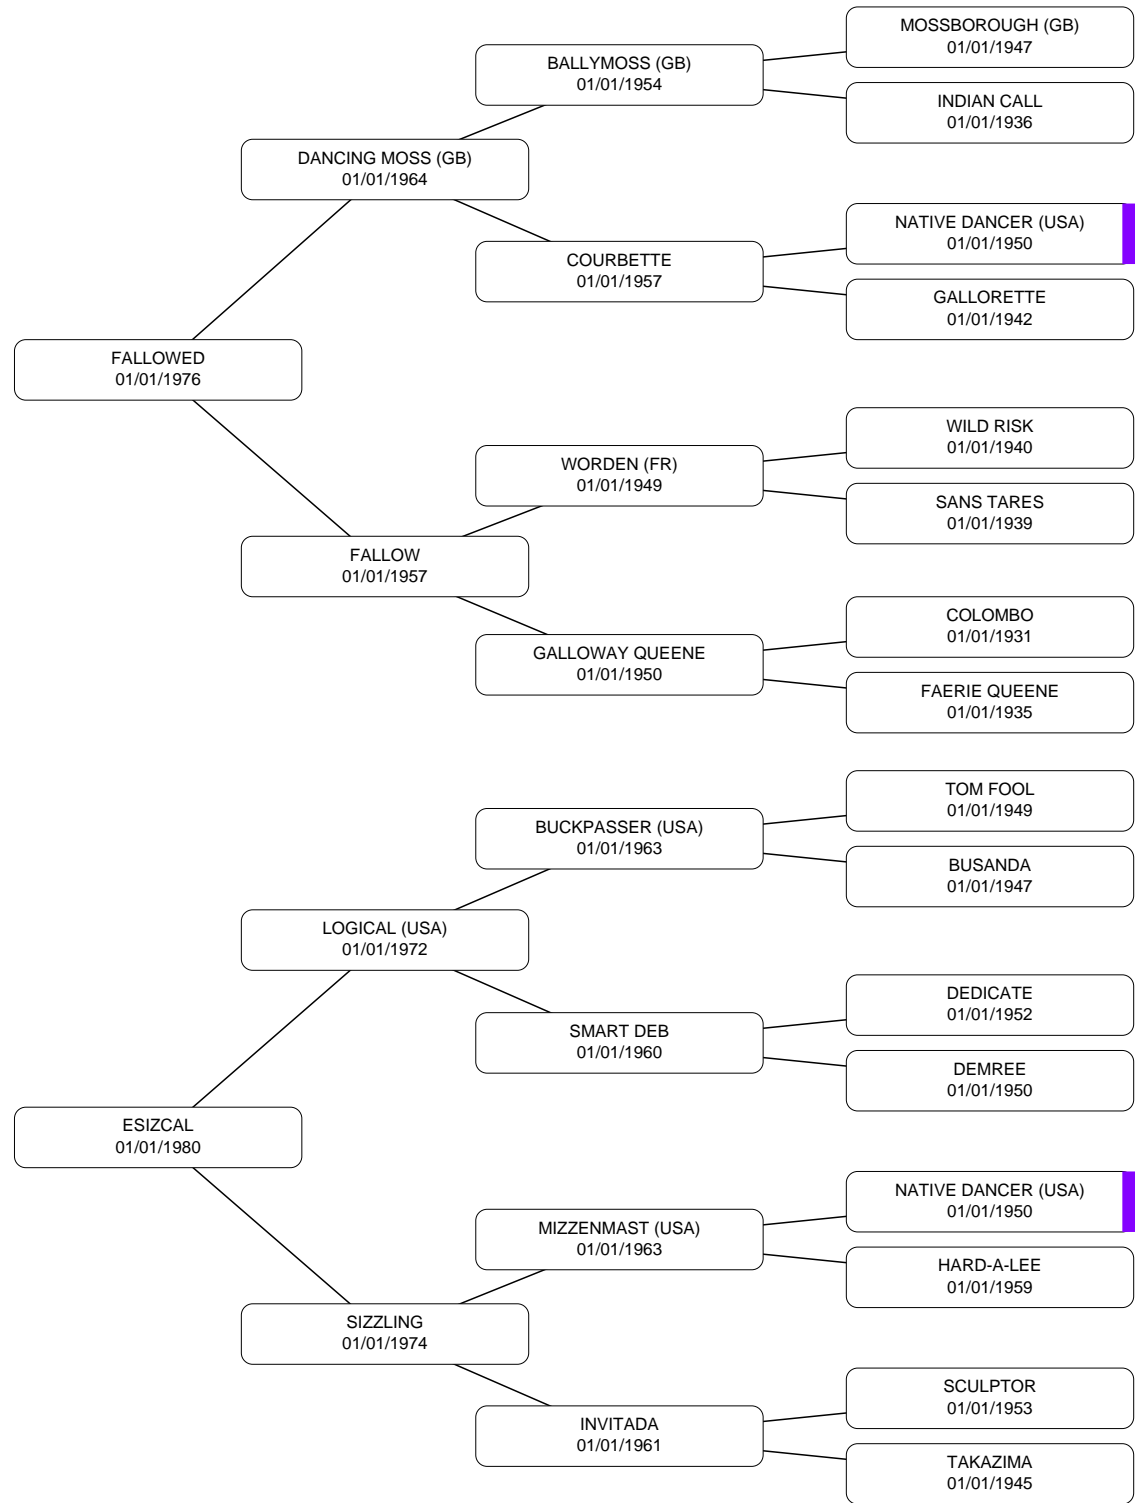 MOSSBOROUGH (GB)
01/01/1947
BALLYMOSS (GB)
01/01/1954
INDIAN CALL
01/01/1936
DANCING MOSS (GB)
01/01/1964
NATIVE DANCER (USA)
01/01/1950
COURBETTE
01/01/1957
GALLORETTE
01/01/1942
FALLOWED
01/01/1976
WILD RISK
01/01/1940
WORDEN (FR)
01/01/1949
SANS TARES
01/01/1939
FALLOW
01/01/1957
COLOMBO
01/01/1931
GALLOWAY QUEENE
01/01/1950
FAERIE QUEENE
01/01/1935
TOM FOOL
01/01/1949
BUCKPASSER (USA)
01/01/1963
BUSANDA
01/01/1947
LOGICAL (USA)
01/01/1972
DEDICATE
01/01/1952
SMART DEB
01/01/1960
DEMREE
01/01/1950
ESIZCAL
01/01/1980
NATIVE DANCER (USA)
01/01/1950
MIZZENMAST (USA)
01/01/1963
HARD-A-LEE
01/01/1959
SIZZLING
01/01/1974
SCULPTOR
01/01/1953
INVITADA
01/01/1961
TAKAZIMA
01/01/1945